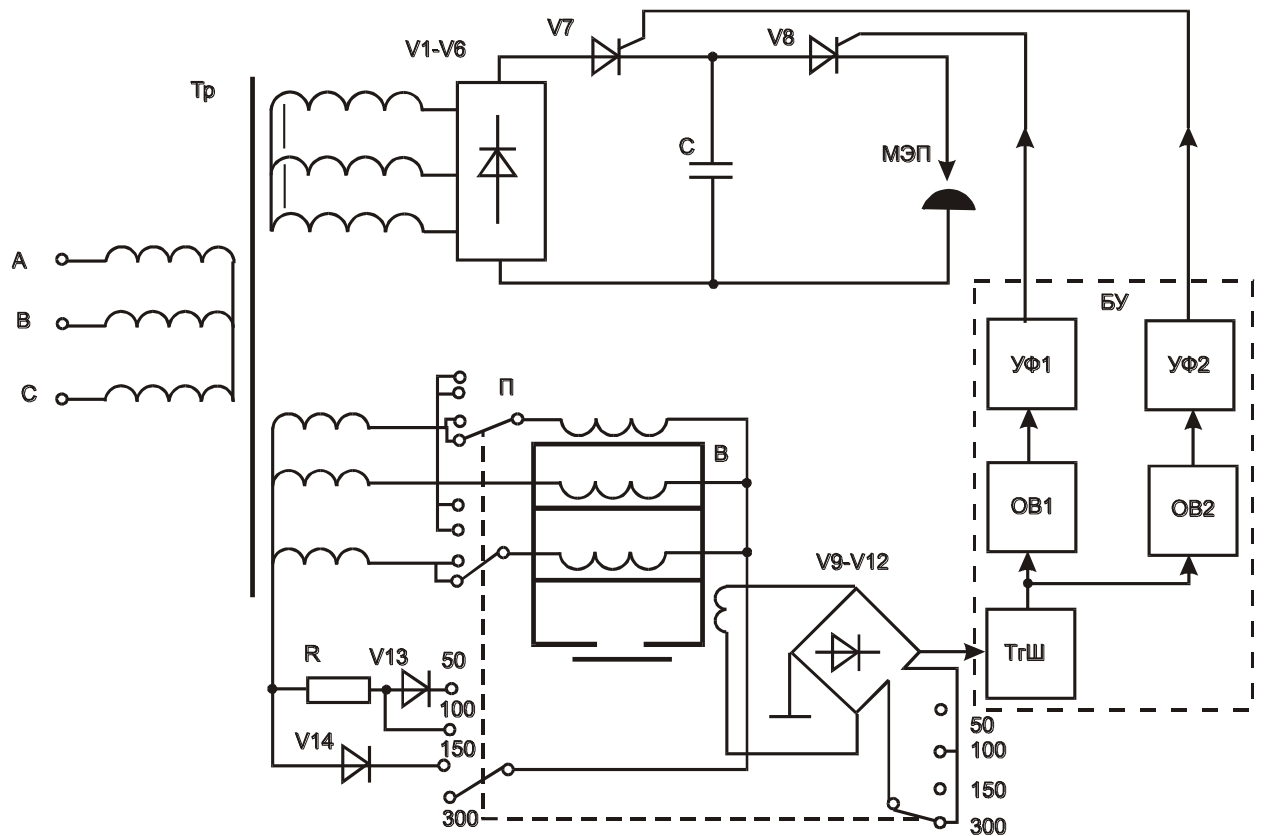 V7
V8
V1-V6
Тр
С
МЭП
А
В
С
БУ
УФ1
УФ2
П
В
ОВ1
ОВ2
V9-V12
ТгШ
R
V13
50
100
V14
150
300
50
100
150
300